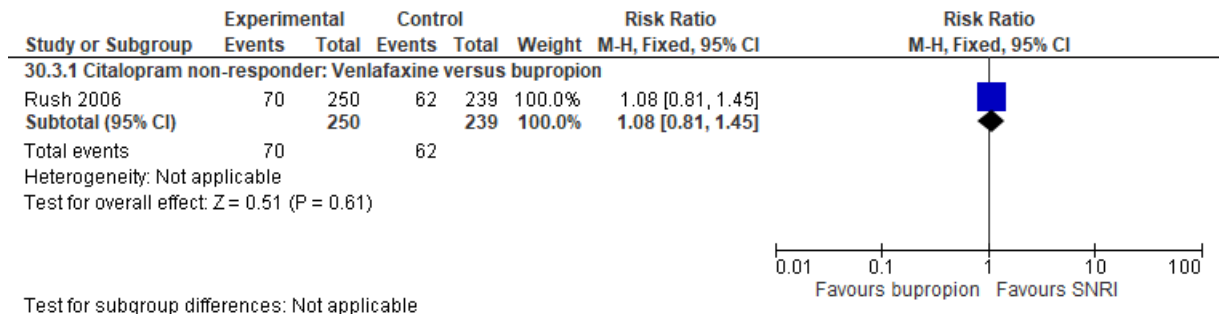 Experimental Control Risk Ratio Risk Ratio
Study or Subgroup Events Total Events Total Weight M-H, Fixed, 95% CI M-H, Fixed, 95% CI
30.3.1 Citalopram non-responder: Venlafaxine versus bupropion
Rush 2006 70 250 62 239 100.0% 1.08 [0.81, 1.45]
Subtotal (95% CI) 250 239 100.0% 1.08 [0.81, 1.45]
Total events 70 62
Heterogeneity: Not applicable
Test for overall effect: Z = 0.51 (P = 0.61)
0.01 0.1 1 10 100
Favours bupropion Favours SNRI
Test for subgroup differences: Not applicable